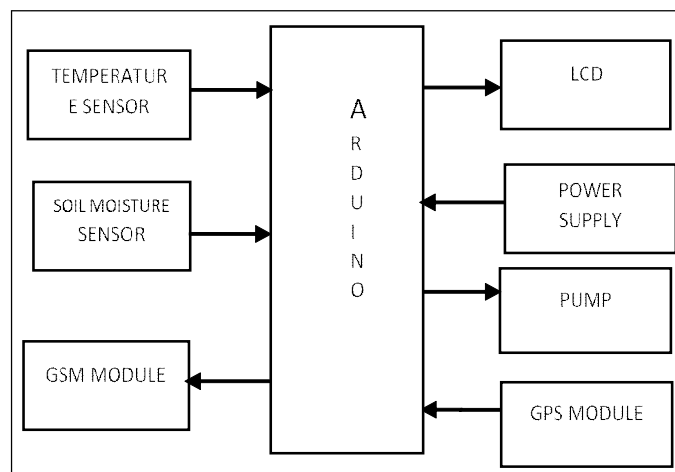 TEMPERATUR
E SENSOR
SOIL MOISTURE
SENSOR
GSM MODULE
A
R
D
U
I
N
O
LCD
POWER
SUPPLY
PUMP
GPS MODULE